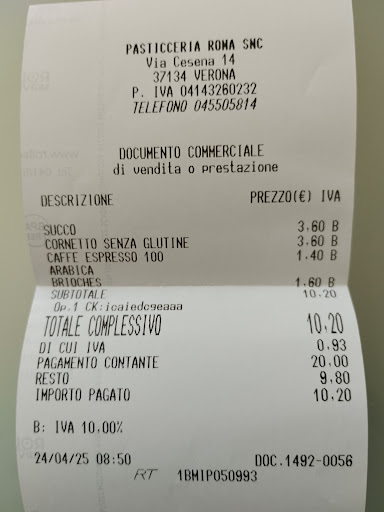 PASTICCERIA ROMA SNC
Via Cesena 14
37134 VERONA
P. IVA 04143260232
TELEFONO 045505814
DOCUMENTO COMMERCIALE
di vendita o prestazione
DESCRIZIONE PREZZO(€) IVA
SUCCO 3.60 B
CORNETTO SENZA GLUTINE 3.60 B
CAFFE ESPRESSO 100 1.40 B
ARABICA
BRIOCHES 1.60 B
SUBTOTALE 10.20
Op.1 CK:icaiedogeaaa
TOTALE COMPLESSIVO 10,20
DI CUI IVA 0.93
PAGAMENTO CONTANTE 20.00
RESTO 9.80
IMPORTO PAGATO 10.20
B: IVA 10.00%
24/04/25 08:50 DOC.1492-0056
RT 1BMIP050993